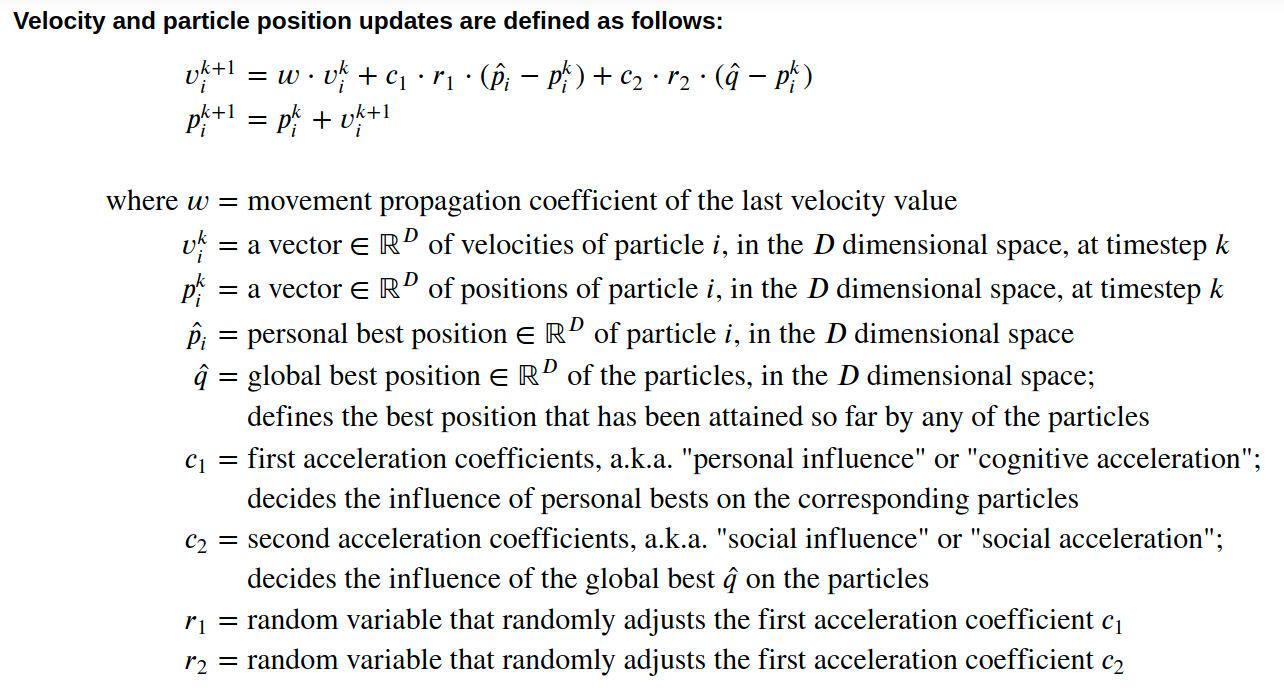 Velocity and particle position updates are defined as follows:
$v_i^{k+1} = w \cdot v_i^k + c_1 \cdot r_1 \cdot (\hat{p}_i - p_i^k) + c_2 \cdot r_2 \cdot (\hat{q} - p_i^k)$
$p_i^{k+1} = p_i^k + v_i^{k+1}$
where $w$ = movement propagation coefficient of the last velocity value
$v_i^k$ = a vector ∈ $\mathbb{R}^D$ of velocities of particle $i$, in the $D$ dimensional space, at timestep $k$
$p_i^k$ = a vector ∈ $\mathbb{R}^D$ of positions of particle $i$, in the $D$ dimensional space, at timestep $k$
$\hat{p}_i$ = personal best position ∈ $\mathbb{R}^D$ of particle $i$, in the $D$ dimensional space
$\hat{q}$ = global best position ∈ $\mathbb{R}^D$ of the particles, in the $D$ dimensional space;
defines the best position that has been attained so far by any of the particles
$c_1$ = first acceleration coefficients, a.k.a. "personal influence" or "cognitive acceleration";
decides the influence of personal bests on the corresponding particles
$c_2$ = second acceleration coefficients, a.k.a. "social influence" or "social acceleration";
decides the influence of the global best $\hat{q}$ on the particles
$r_1$ = random variable that randomly adjusts the first acceleration coefficient $c_1$
$r_2$ = random variable that randomly adjusts the first acceleration coefficient $c_2$